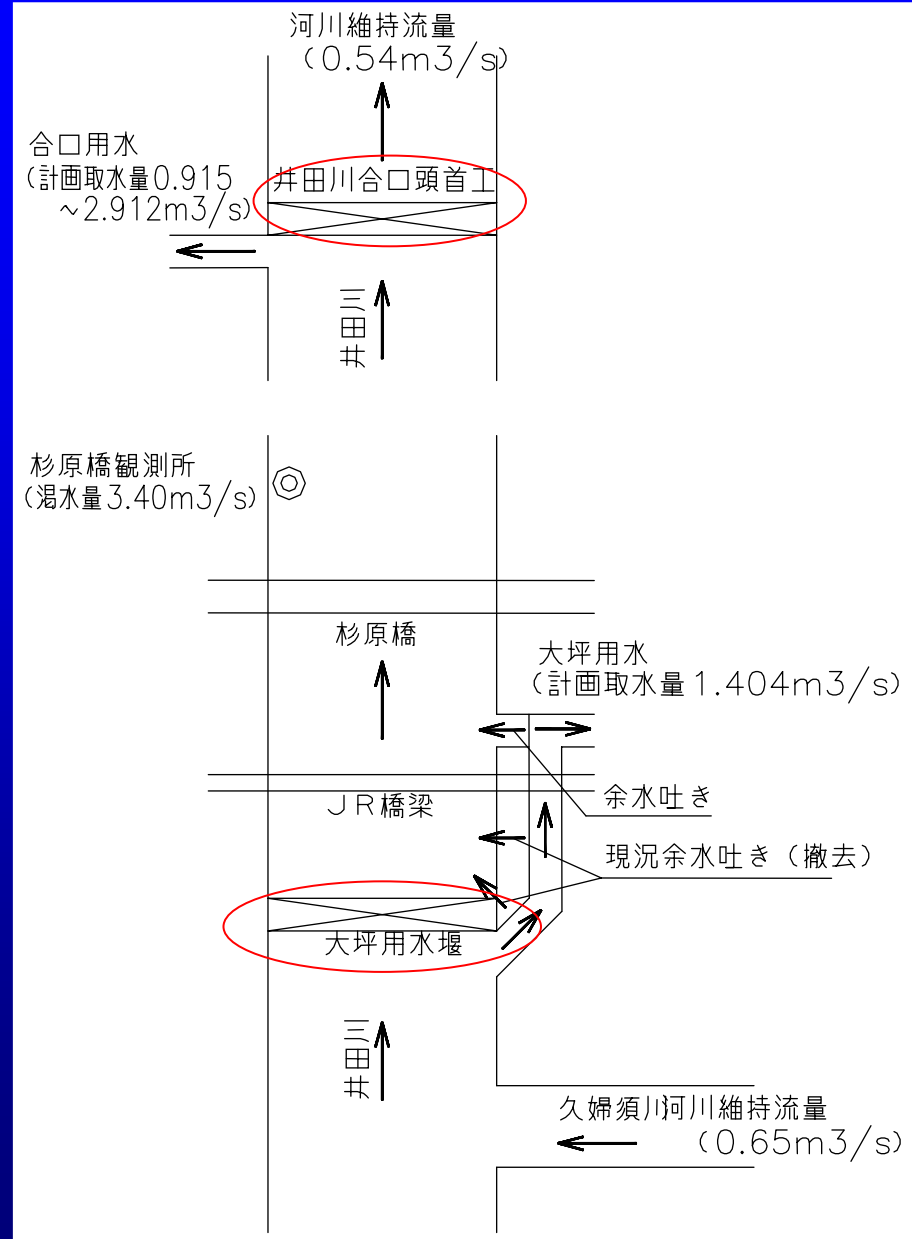 河川維持流量
（0.54m3/s）
合口用水
(計画取水量0.915
～2.912m3/s)
井田川合口頭首工
井田川
杉原橋観測所
(渇水量3.40m3/s)
杉原橋
大坪用水
(計画取水量1.404m3/s)
余水吐き
JR橋梁
現況余水吐き（撤去）
大坪用水堰
井田川
久婦須川河川維持流量
（0.65m3/s）